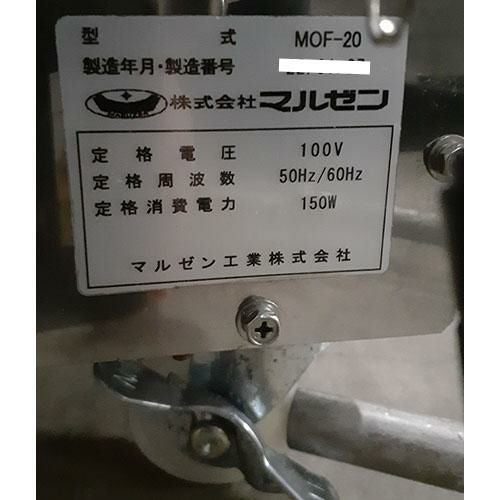 型式 MOF-20
製造年月・製造番号
株式会社マルゼン
定格電圧 100V
定格周波数 50Hz/60Hz
定格消費電力 150W
マルゼン工業株式会社